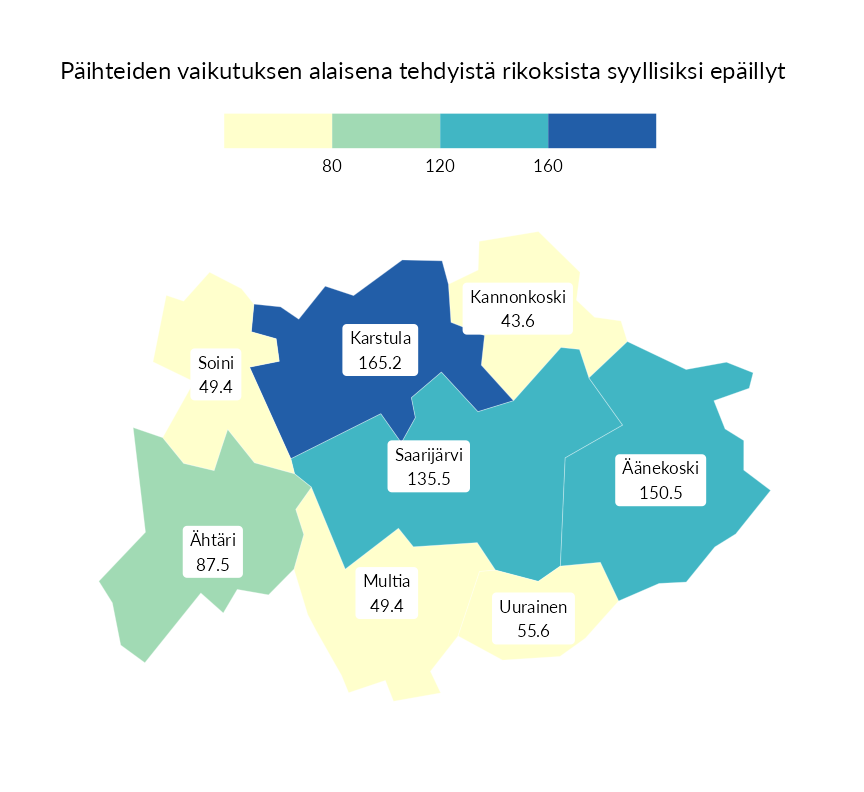 Päihteiden vaikutuksen alaisena tehdyistä rikoksista syyllisiksi epäillyt
80 120 160
Kannonkoski
43.6
Karstula
165.2
Soini
49.4
Saarijärvi
135.5
Äänekoski
150.5
Ähtäri
87.5
Multia
49.4
Uurainen
55.6